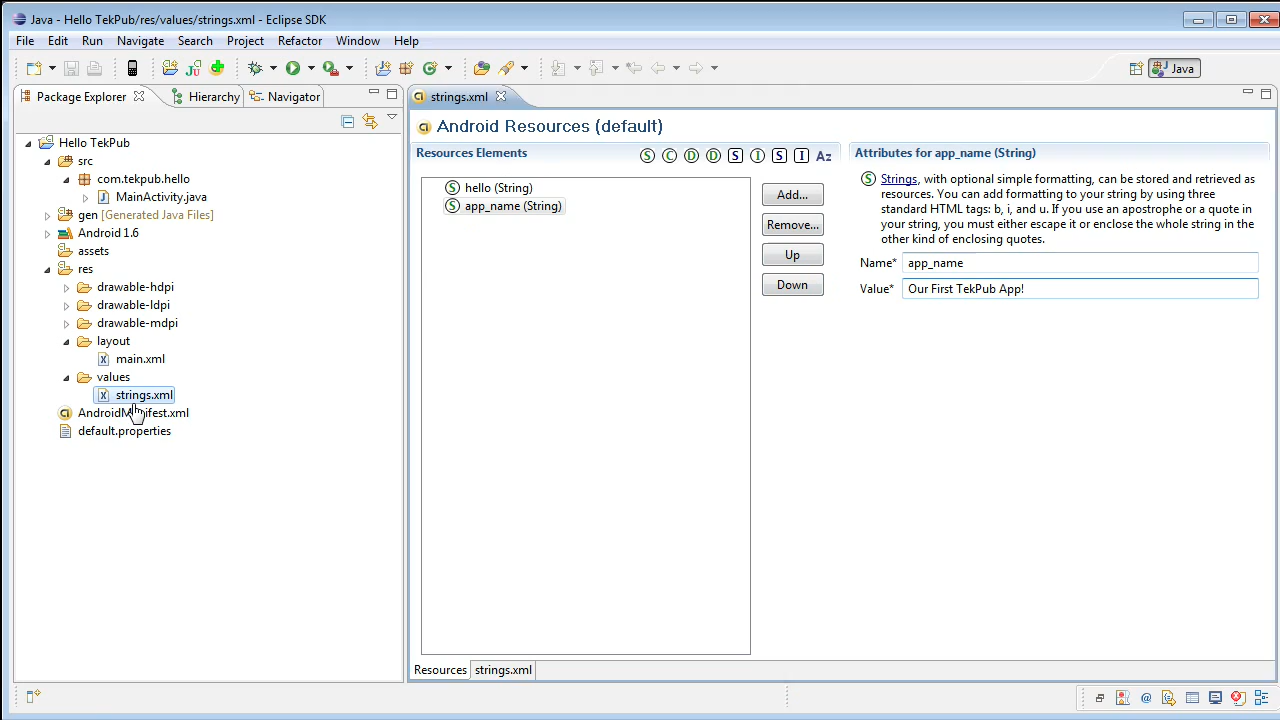 Java - Hello TekPub/res/values/strings.xml - Eclipse SDK
File Edit Run Navigate Search Project Refactor Window Help
Java
Package Explorer Hierarchy Navigator
strings.xml
Hello TekPub
src
com.tekpub.hello
MainActivity.java
gen [Generated Java Files]
Android 1.6
assets
res
drawable-hdpi
drawable-ldpi
drawable-mdpi
layout
main.xml
values
strings.xml
AndroidManifest.xml
default.properties
Android Resources (default)
Resources Elements
S C D D S I S I Az
S hello (String)
S app_name (String)
Add...
Remove...
Up
Down
Attributes for app_name (String)
S Strings, with optional simple formatting, can be stored and retrieved as
resources. You can add formatting to your string by using three
standard HTML tags: b, i, and u. If you use an apostrophe or a quote in
your string, you must either escape it or enclose the whole string in the
other kind of enclosing quotes.
Name* app_name
Value* Our First TekPub App!
Resources strings.xml